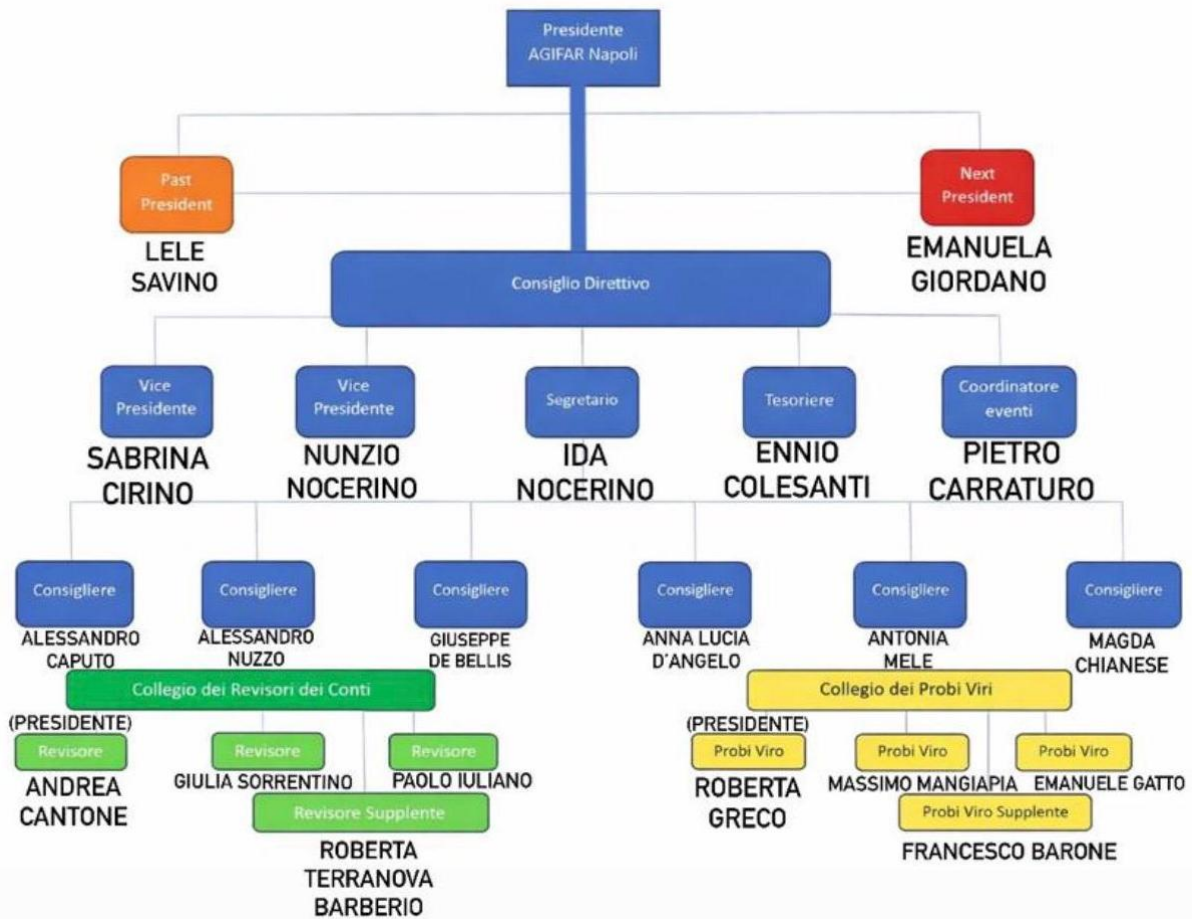 Presidente
AGIFAR Napoli
Past
President
LELE
SAVINO
Next
President
EMANUELA
GIORDANO
Consiglio Direttivo
Vice
Presidente
SABRINA
CIRINO
Vice
Presidente
NUNZIO
NOCERINO
Segretario
IDA
NOCERINO
Tesoriere
ENNIO
COLESANTI
Coordinatore
eventi
PIETRO
CARRATURO
Consigliere
ALESSANDRO
CAPUTO
Consigliere
ALESSANDRO
NUZZO
Consigliere
GIUSEPPE
DE BELLIS
Consigliere
ANNA LUCIA
D'ANGELO
Consigliere
ANTONIA
MELE
Consigliere
MAGDA
CHIANESE
Collegio dei Revisori dei Conti
(PRESIDENTE)
Revisore
ANDREA
CANTONE
Revisore
GIULIA SORRENTINO
Revisore
PAOLO IULIANO
Revisore Supplente
ROBERTA
TERRANOVA
BARBERIO
Collegio dei Probi Viri
(PRESIDENTE)
Probi Viro
ROBERTA
GRECO
Probi Viro
MASSIMO MANGIAPIA
Probi Viro
EMANUELE GATTO
Probi Viro Supplente
FRANCESCO BARONE